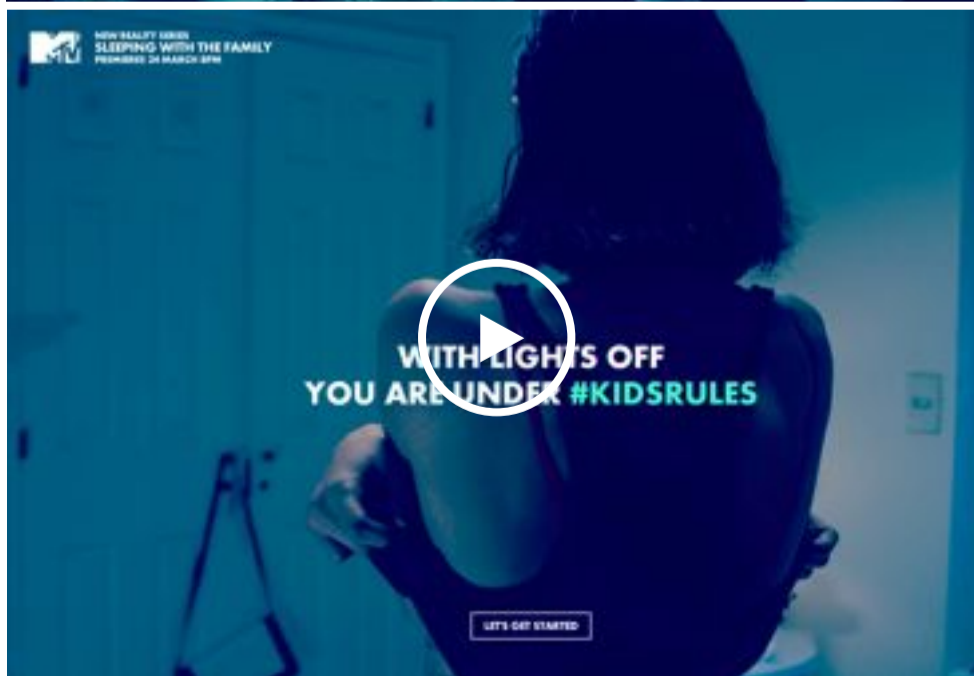 MTV
NEW REALITY SERIES
SLEEPING WITH THE FAMILY
PREMIERES 24 MARCH 8PM
WITH LIGHTS OFF
YOU ARE UNDER #KIDSRULES
LET'S GET STARTED